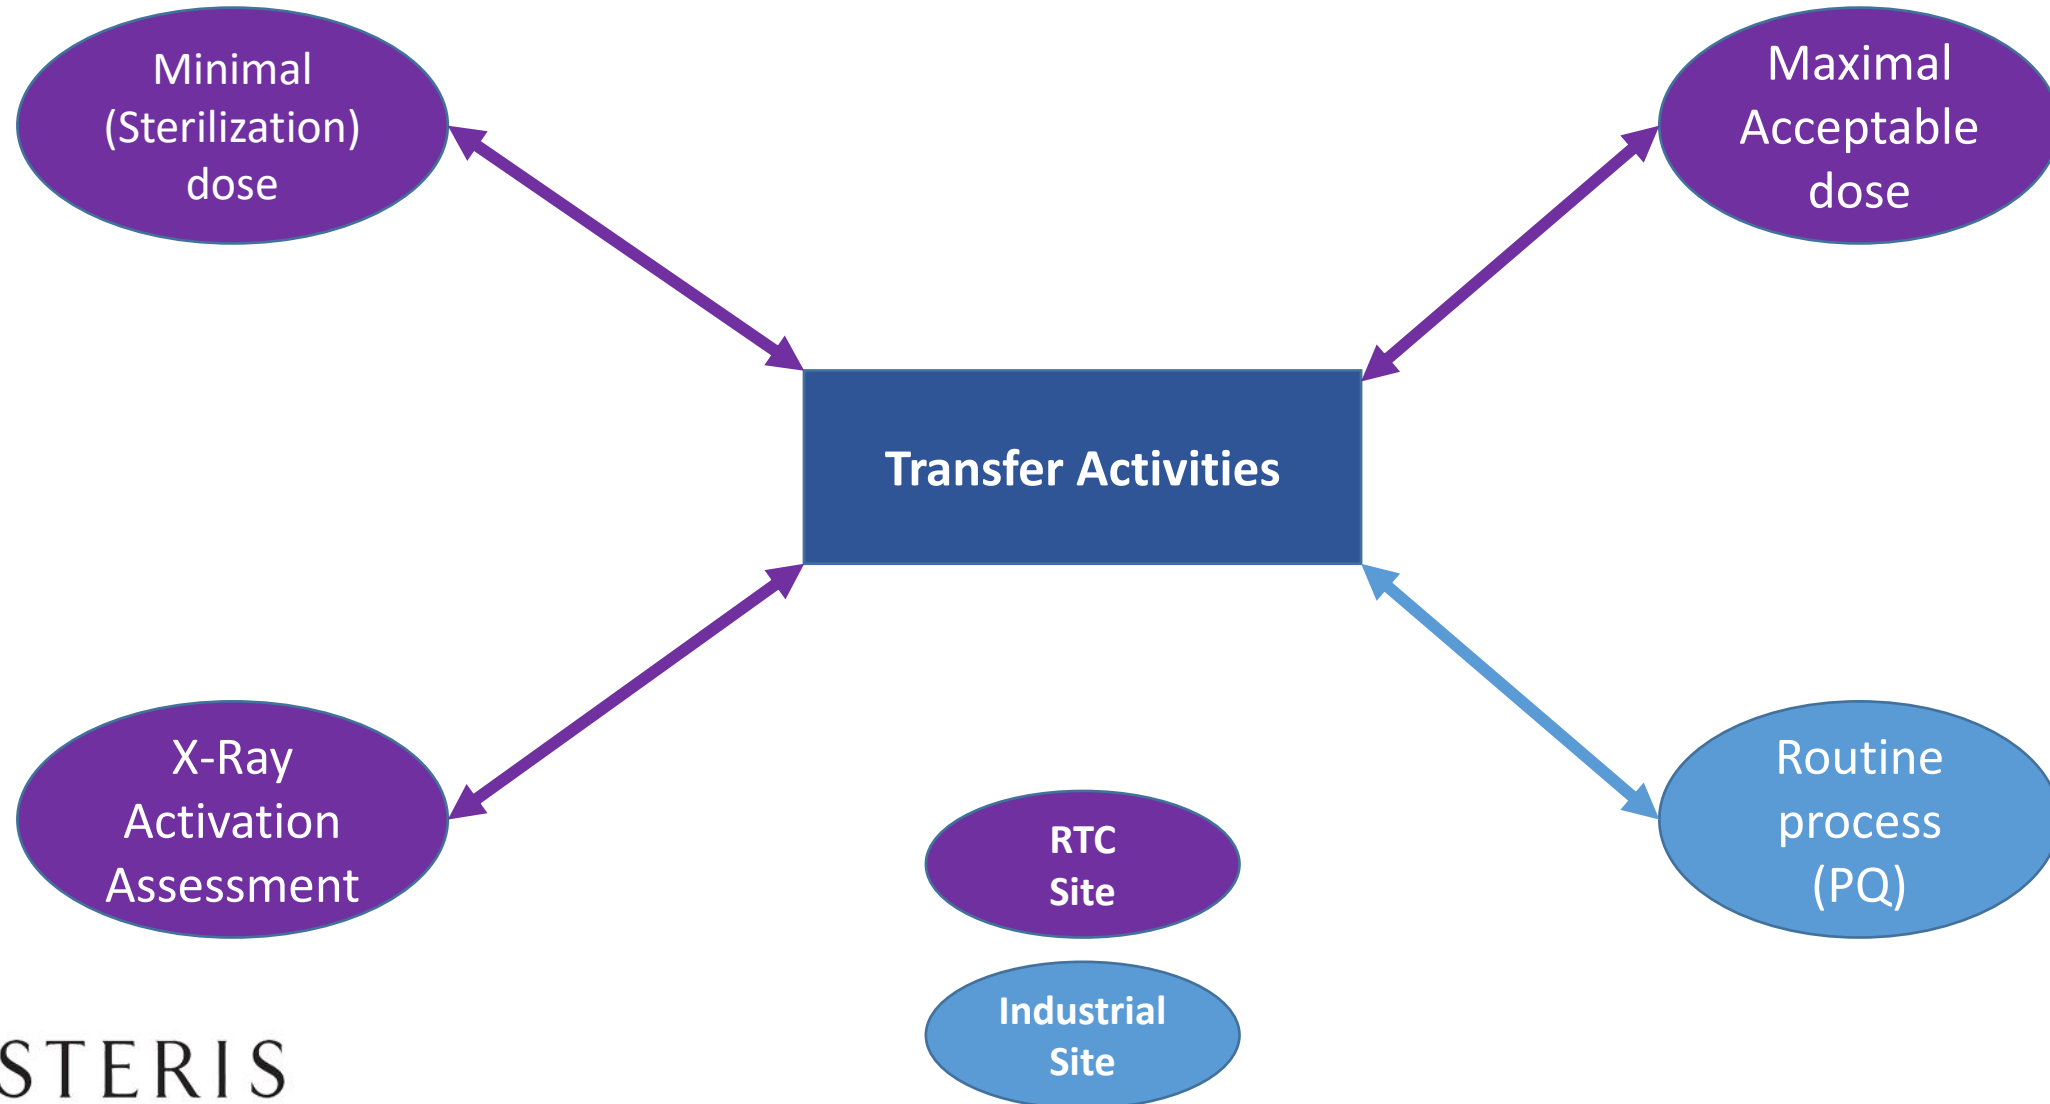 Minimal
(Sterilization)
dose
Maximal
Acceptable
dose
Transfer Activities
X-Ray
Activation
Assessment
Routine
process
(PQ)
RTC
Site
Industrial
Site
STERIS